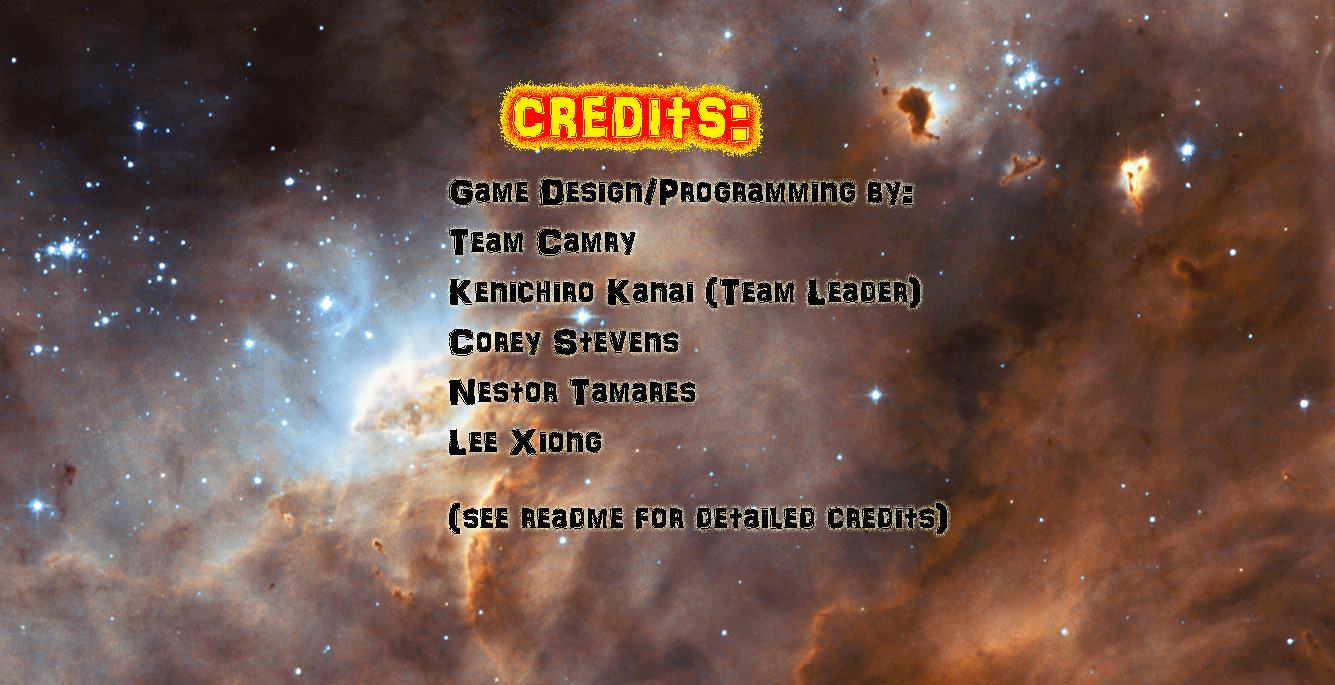 Credits:
Game Design/Programming by:
Team Camry
Kenichiro Kanai (Team Leader)
Corey Stevens
Nestor Tamares
Lee Xiong
(see readme for detailed credits)